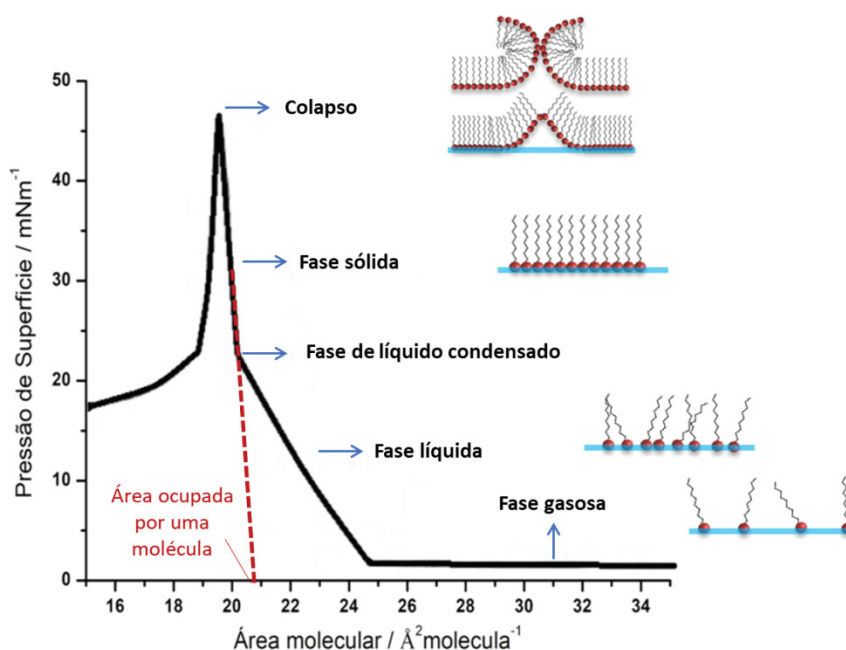 50
Colapso
40
Fase sólida
30
Fase de líquido condensado
20
Fase líquida
10
Área ocupada
por uma
molécula
Fase gasosa
0
16 18 20 22 24 26 28 30 32 34
Área molecular / Å²molecula⁻¹
Pressão de Superfície / mNm⁻¹